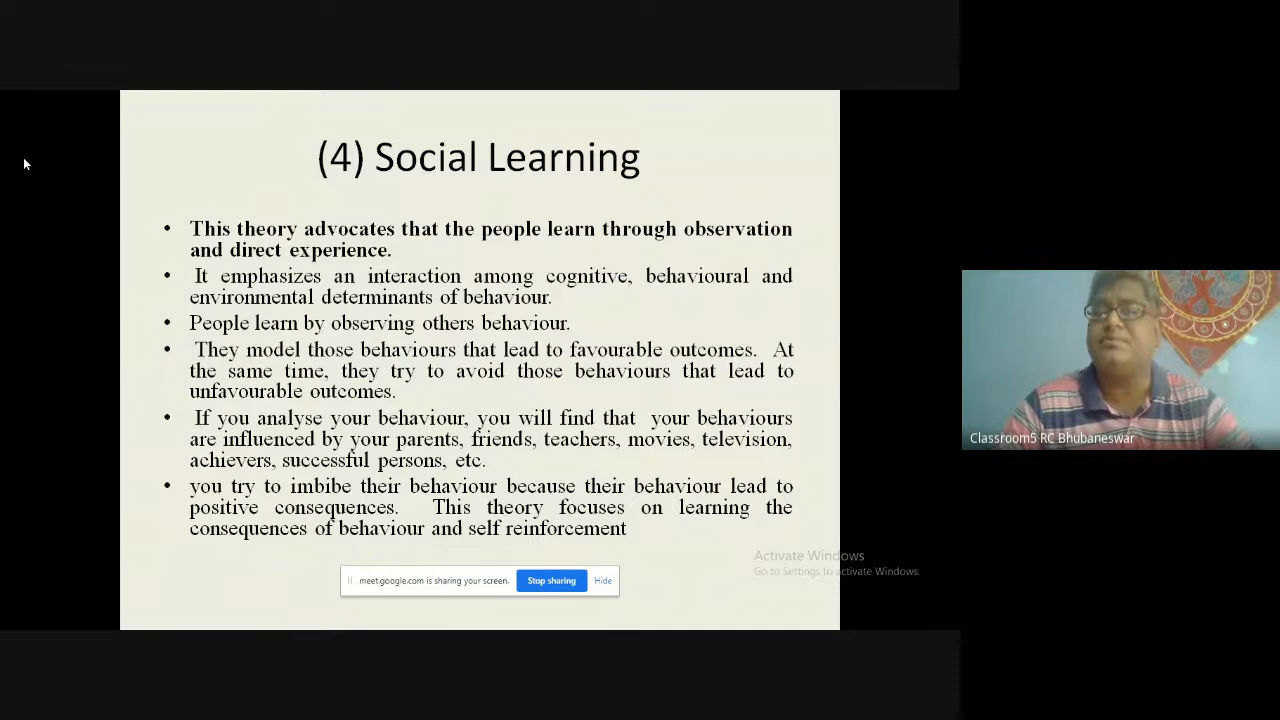 (4) Social Learning
• This theory advocates that the people learn through observation
and direct experience.
• It emphasizes an interaction among cognitive, behavioural and
environmental determinants of behaviour.
• People learn by observing others behaviour.
• They model those behaviours that lead to favourable outcomes. At
the same time, they try to avoid those behaviours that lead to
unfavourable outcomes.
• If you analyse your behaviour, you will find that your behaviours
are influenced by your parents, friends, teachers, movies, television,
achievers, successful persons, etc.
• you try to imbibe their behaviour because their behaviour lead to
positive consequences. This theory focuses on learning the
consequences of behaviour and self reinforcement
meet.google.com is sharing your screen. Stop sharing Hide
Activate Windows
Go to Settings to activate Windows.
Classroom5 RC Bhubaneswar